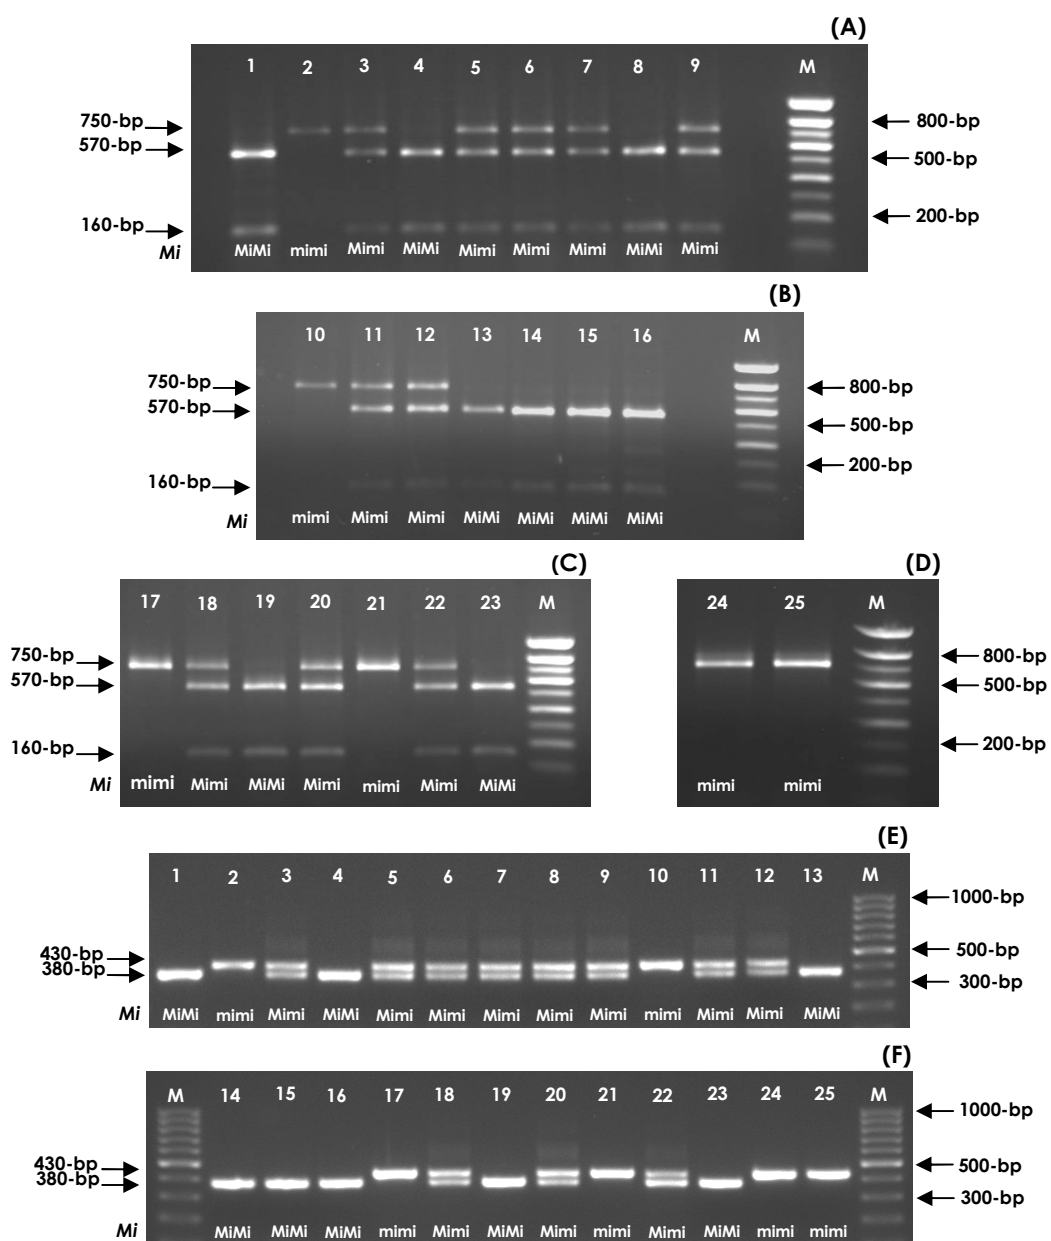 (A)
1 2 3 4 5 6 7 8 9 M
750-bp 800-bp
570-bp 500-bp
160-bp 200-bp
Mi MiMi mimi Mimi MiMi Mimi Mimi Mimi MiMi Mimi
(B)
10 11 12 13 14 15 16 M
750-bp 800-bp
570-bp 500-bp
200-bp
160-bp
Mi mimi Mimi Mimi MiMi MiMi MiMi MiMi
(C)
17 18 19 20 21 22 23 M
750-bp
570-bp
160-bp
Mi mimi Mimi MiMi Mimi mimi Mimi MiMi
(D)
24 25 M
800-bp
500-bp
200-bp
mimi mimi
(E)
1 2 3 4 5 6 7 8 9 10 11 12 13 M
1000-bp
430-bp 500-bp
380-bp 300-bp
Mi MiMi mimi Mimi MiMi Mimi Mimi Mimi Mimi Mimi mimi Mimi Mimi MiMi
(F)
M 14 15 16 17 18 19 20 21 22 23 24 25 M
1000-bp
430-bp 500-bp
380-bp 300-bp
Mi MiMi MiMi MiMi mimi Mimi MiMi Mimi mimi Mimi MiMi mimi mimi